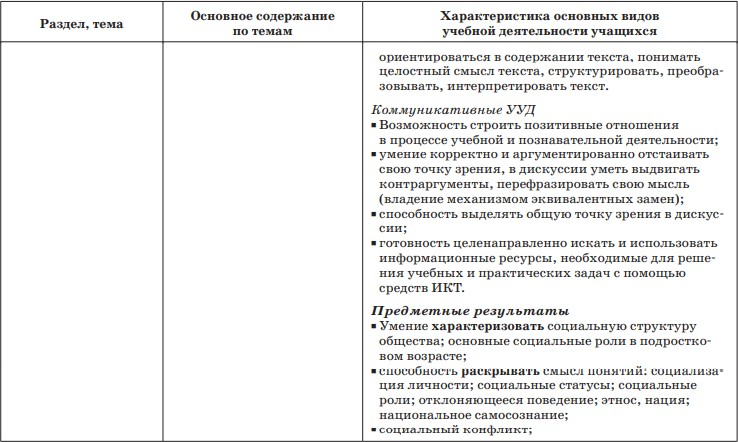 Раздел, тема
Основное содержание
по темам
Характеристика основных видов
учебной деятельности учащихся
ориентироваться в содержании текста, понимать
целостный смысл текста, структурировать, преобра-
зовывать, интерпретировать текст.
Коммуникативные УУД
▪ Возможность строить позитивные отношения
в процессе учебной и познавательной деятельности;
▪ умение корректно и аргументированно отстаивать
свою точку зрения, в дискуссии уметь выдвигать
контраргументы, перефразировать свою мысль
(владение механизмом эквивалентных замен);
▪ способность выделять общую точку зрения в дискус-
сии;
▪ готовность целенаправленно искать и использовать
информационные ресурсы, необходимые для реше-
ния учебных и практических задач с помощью
средств ИКТ.
Предметные результаты
▪ Умение характеризовать социальную структуру
общества; основные социальные роли в подростко-
вом возрасте;
▪ способность раскрывать смысл понятий: социализа-
ция личности; социальные статусы; социальные
роли; отклоняющееся поведение; этнос, нация;
национальное самосознание;
▪ социальный конфликт;